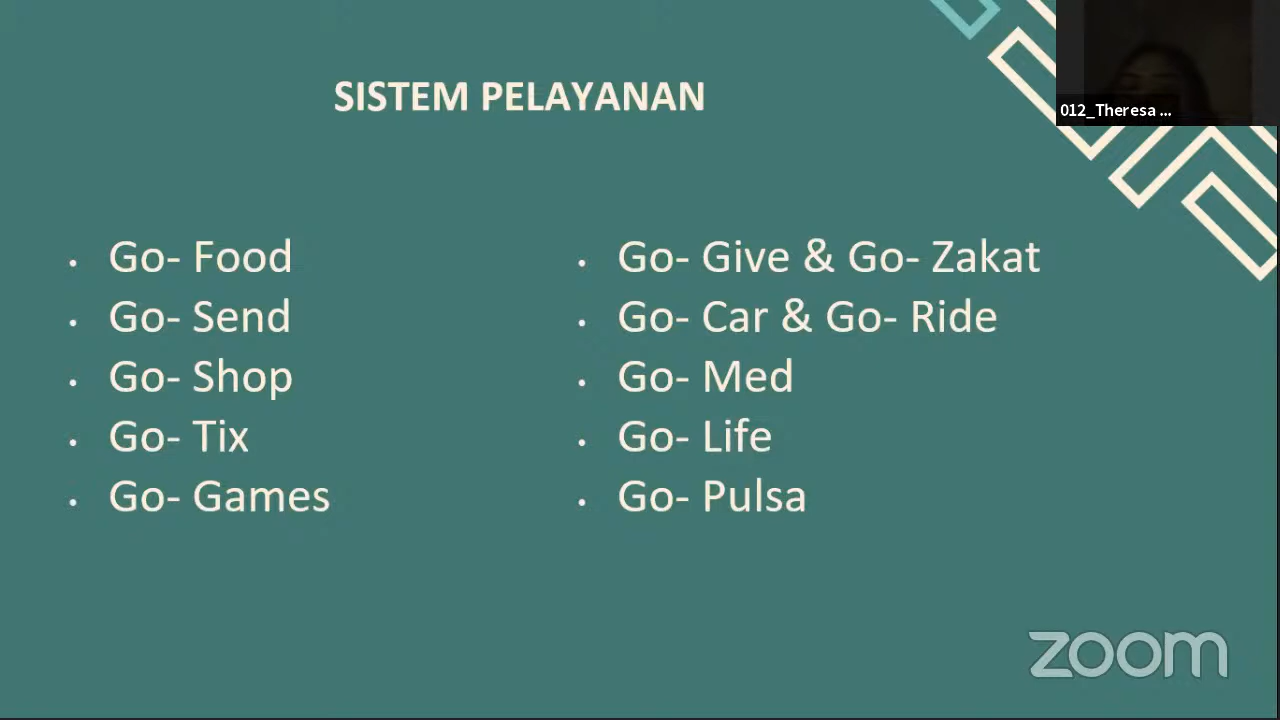 SISTEM PELAYANAN
012_Theresa ...
• Go- Food
• Go- Send
• Go- Shop
• Go- Tix
• Go- Games
• Go- Give & Go- Zakat
• Go- Car & Go- Ride
• Go- Med
• Go- Life
• Go- Pulsa
zoom